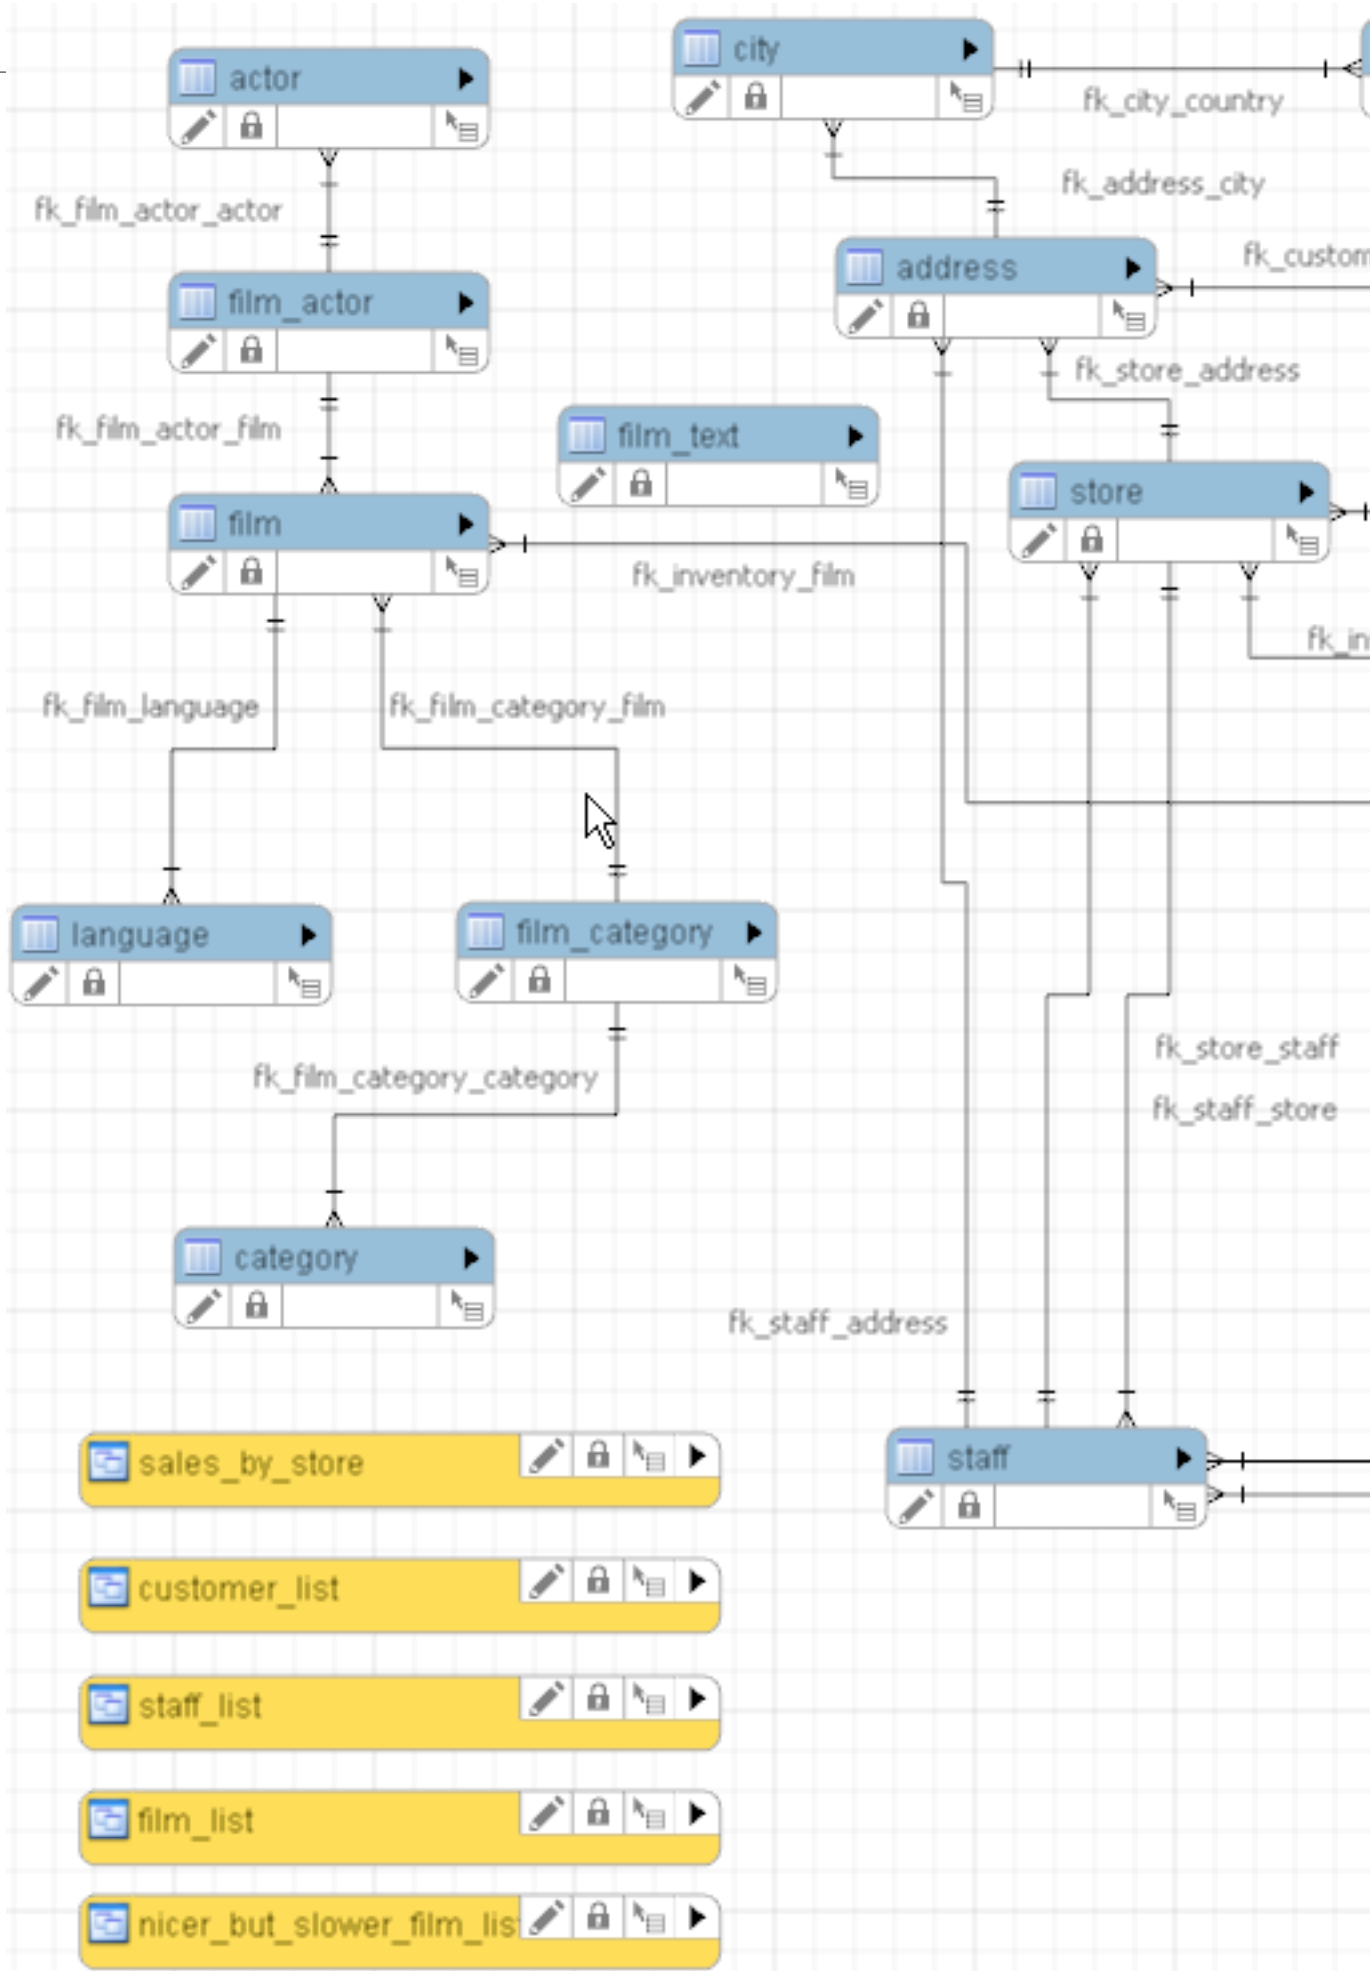 city
actor
fk_city_country
fk_address_city
fk_film_actor_actor
fk_custom
address
film_actor
fk_store_address
fk_film_actor_film
film_text
store
film
fk_inventory_film
fk_in
fk_film_language
fk_film_category_film
language
film_category
fk_store_staff
fk_film_category_category
fk_staff_store
category
fk_staff_address
staff
sales_by_store
customer_list
staff_list
film_list
nicer_but_slower_film_lis